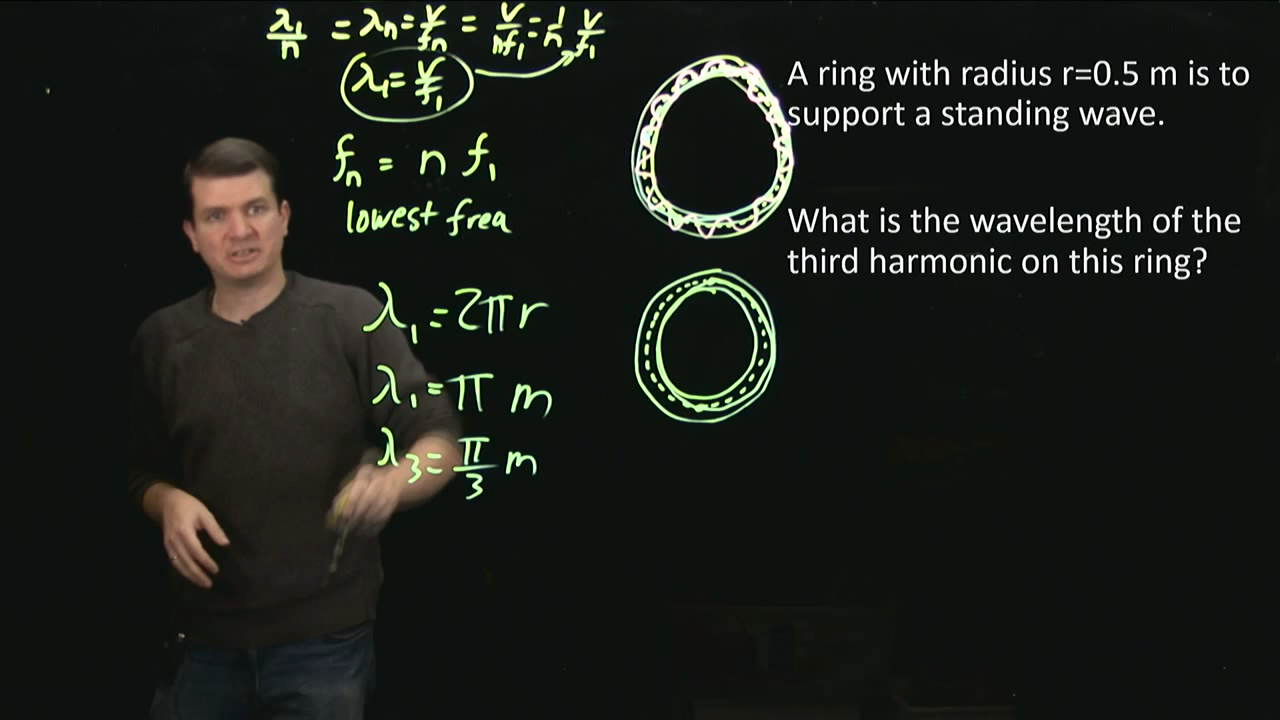 λ₁/n = λn = v/fn = v/nf₁ = 1/n v/f₁
λ₁ = v/f₁
fn = n f₁
lowest freq
λ₁ = 2πr
λ₁ = π m
λ₃ = π/3 m
A ring with radius r=0.5 m is to
support a standing wave.
What is the wavelength of the
third harmonic on this ring?